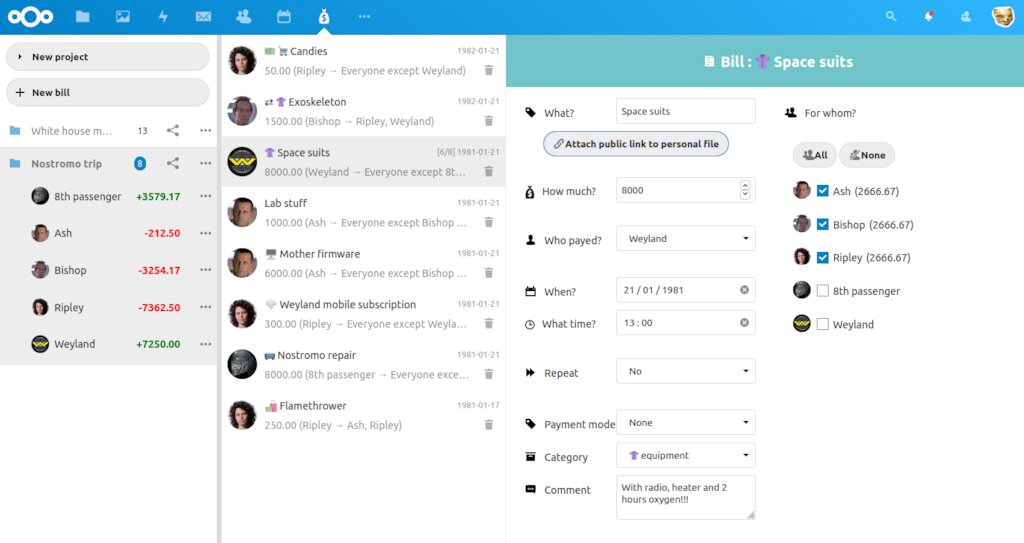 New project
New bill
White house m...
13
Nostromo trip
8
8th passenger
+3579.17
Ash
-212.50
Bishop
-3254.17
Ripley
-7362.50
Weyland
+7250.00
Candies
1982-01-21
50.00 (Ripley → Everyone except Weyland)
Exoskeleton
1982-01-21
1500.00 (Bishop → Ripley, Weyland)
Space suits
[6/8] 1981-01-21
8000.00 (Weyland → Everyone except 8t...
Lab stuff
1981-01-21
1000.00 (Ash → Everyone except Bishop ...
Mother firmware
1981-01-21
6000.00 (Ash → Everyone except Bishop ...
Weyland mobile subscription
1981-01-21
300.00 (Ripley → Everyone except Weyla...
Nostromo repair
1981-01-21
8000.00 (8th passenger → Everyone exce...
Flamethrower
1981-01-17
250.00 (Ripley → Ash, Ripley)
Bill : Space suits
What?
Space suits
Attach public link to personal file
How much?
8000
Who payed?
Weyland
When?
21 / 01 / 1981
What time?
13 : 00
Repeat
No
Payment mode
None
Category
equipment
Comment
With radio, heater and 2
hours oxygen!!!
For whom?
All
None
Ash (2666.67)
Bishop (2666.67)
Ripley (2666.67)
8th passenger
Weyland